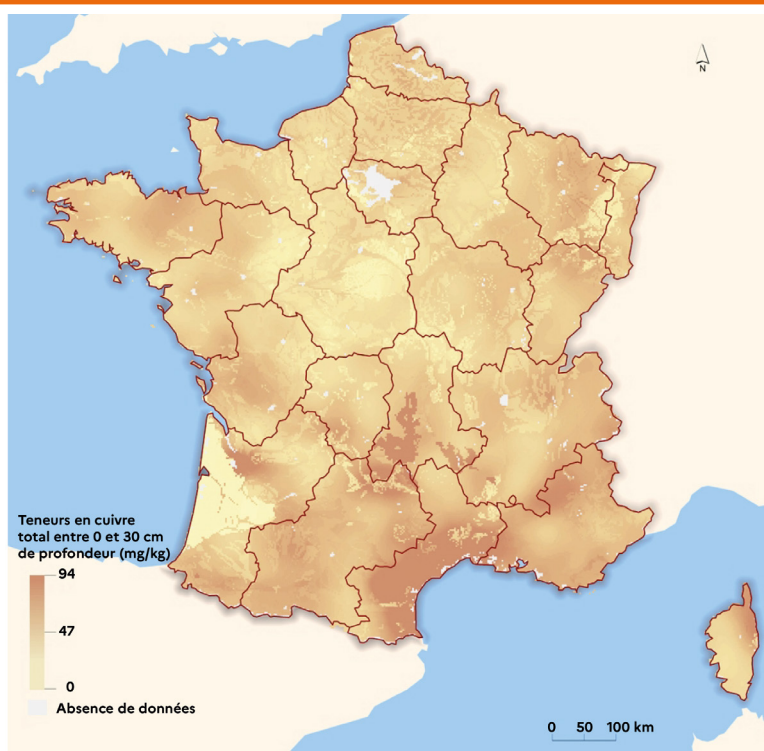 N
Teneurs en cuivre
total entre 0 et 30 cm
de profondeur (mg/kg)
94
47
0
Absence de données
0 50 100 km